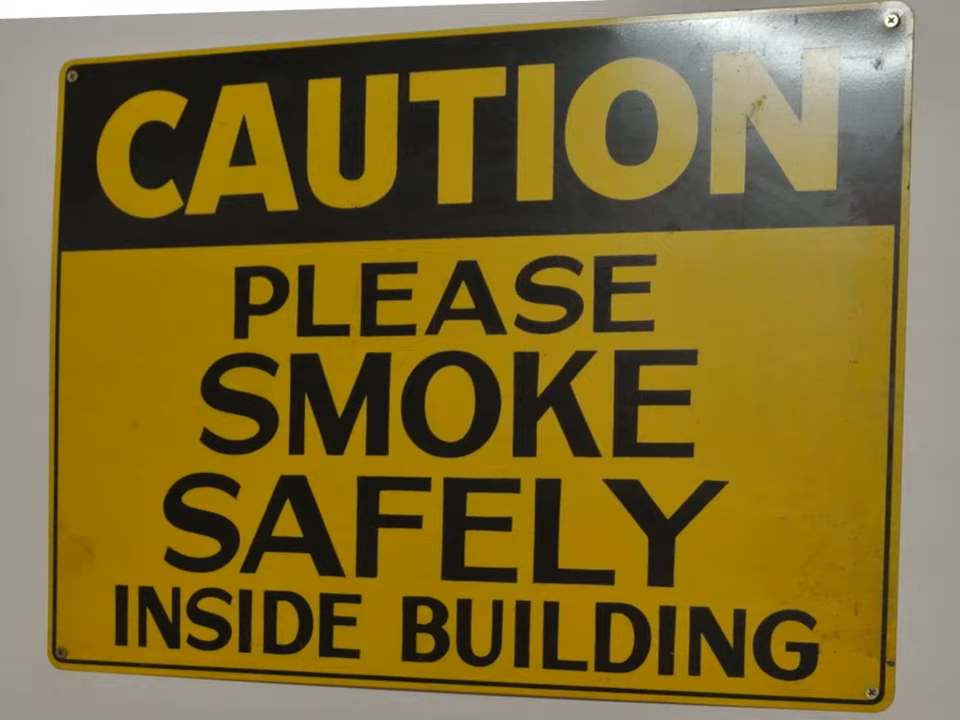 CAUTION
PLEASE
SMOKE
SAFELY
INSIDE BUILDING